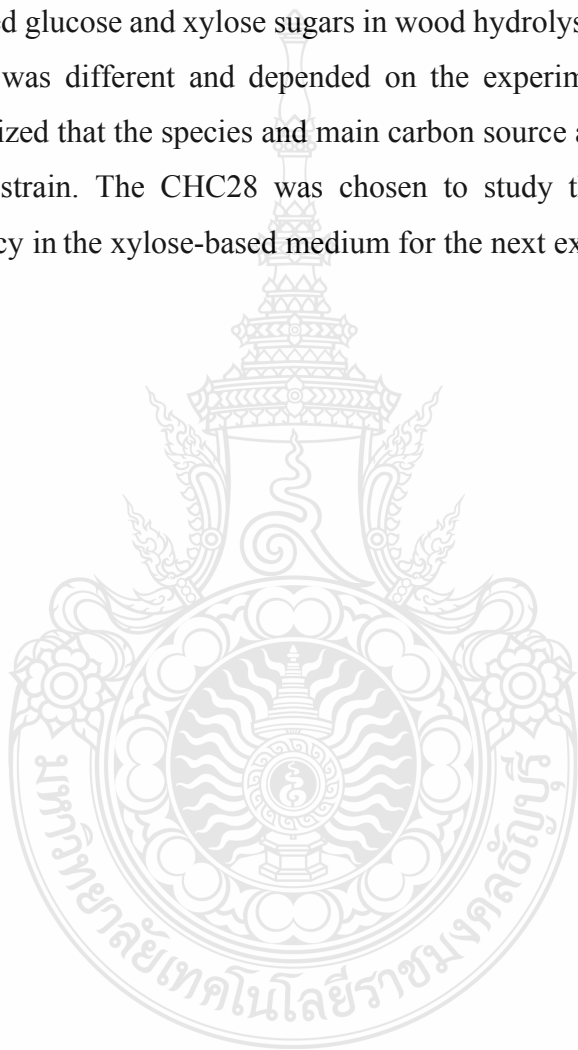 ed glucose and xylose sugars in wood hydrolys
was different and depended on the experim
ized that the species and main carbon source a
strain. The CHC28 was chosen to study t
cy in the xylose-based medium for the next ex
มหาวิทยาลัยเทคโนโลยีราชมงคลธัญบุรี